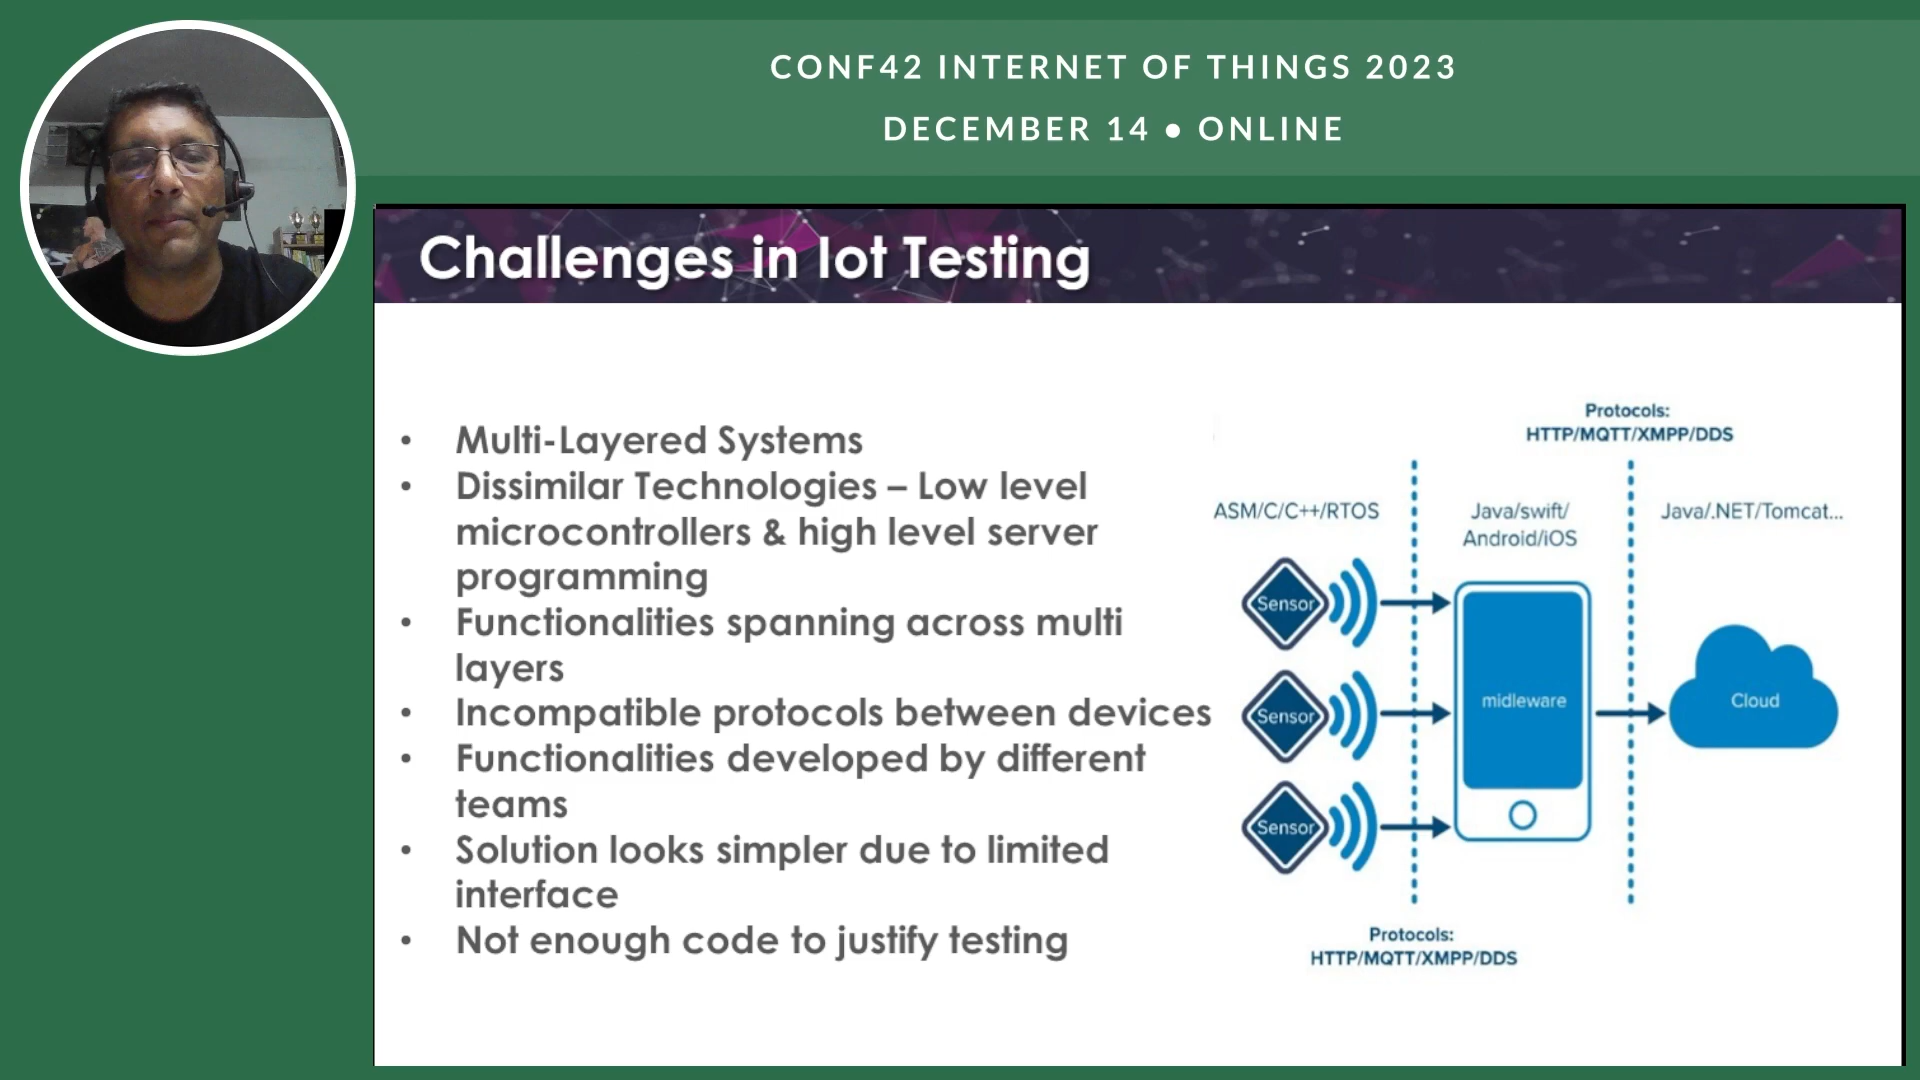 CONF42 INTERNET OF THINGS 2023
DECEMBER 14 ● ONLINE
Challenges in Iot Testing
• Multi-Layered Systems
• Dissimilar Technologies – Low level
microcontrollers & high level server
programming
• Functionalities spanning across multi
layers
• Incompatible protocols between devices
• Functionalities developed by different
teams
• Solution looks simpler due to limited
interface
• Not enough code to justify testing
Protocols:
HTTP/MQTT/XMPP/DDS
ASM/C/C++/RTOS
Java/swift/
Android/iOS
Java/.NET/Tomcat...
Sensor
Sensor
Sensor
midleware
Cloud
Protocols:
HTTP/MQTT/XMPP/DDS